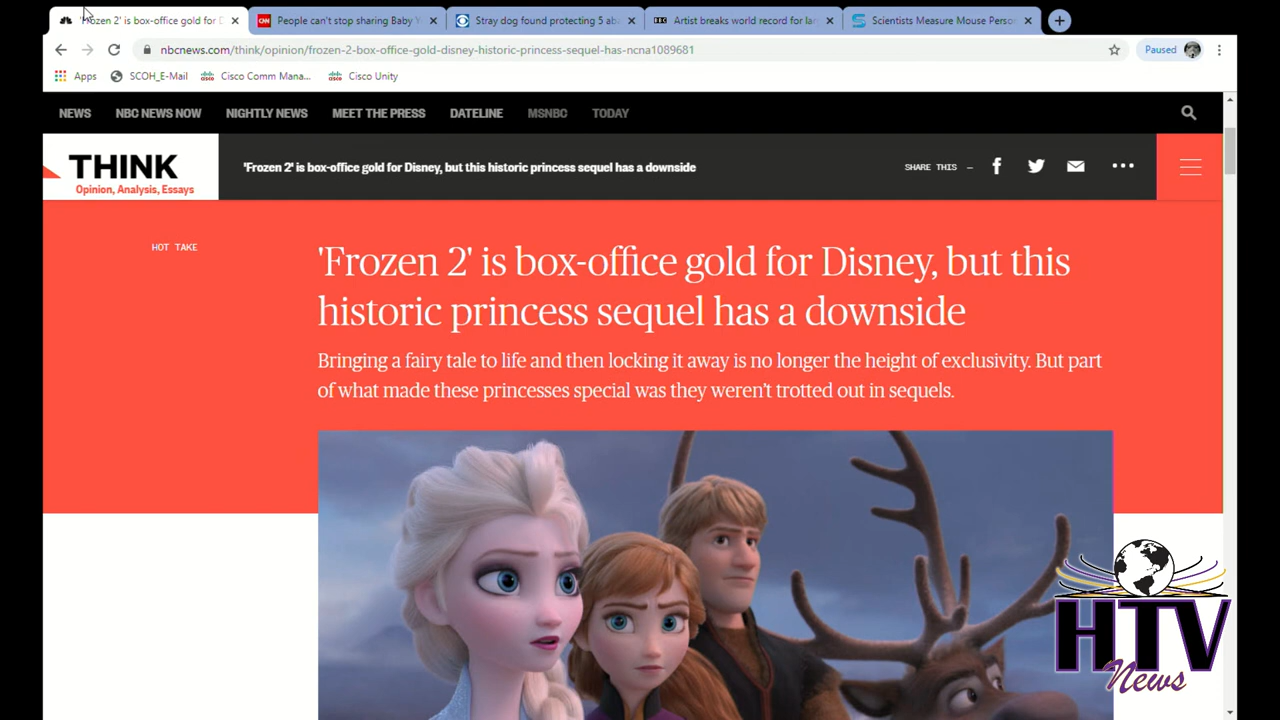 'Frozen 2' is box-office gold for D
People can't stop sharing Baby Y
Stray dog found protecting 5 ab
Artist breaks world record for lar
Scientists Measure Mouse Perso
nbcnews.com/think/opinion/frozen-2-box-office-gold-disney-historic-princess-sequel-has-ncna1089681
Paused
Apps SCOH_E-Mail Cisco Comm Mana... Cisco Unity
NEWS NBC NEWS NOW NIGHTLY NEWS MEET THE PRESS DATELINE MSNBC TODAY
THINK
Opinion, Analysis, Essays
'Frozen 2' is box-office gold for Disney, but this historic princess sequel has a downside
SHARE THIS —
HOT TAKE
'Frozen 2' is box-office gold for Disney, but this
historic princess sequel has a downside
Bringing a fairy tale to life and then locking it away is no longer the height of exclusivity. But part
of what made these princesses special was they weren't trotted out in sequels.
HTV
News